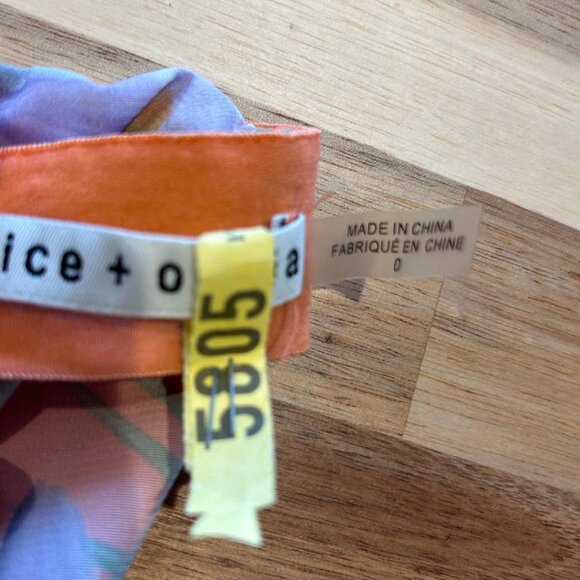 ice + o a
5805
MADE IN CHINA
FABRIQUÉ EN CHINE
0